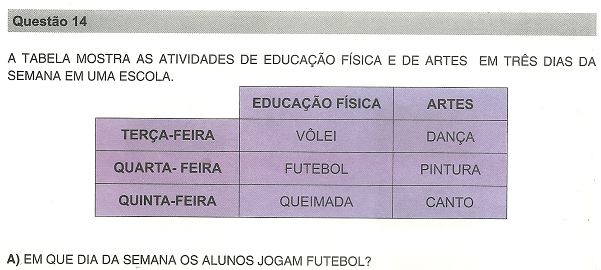 Questão 14
A TABELA MOSTRA AS ATIVIDADES DE EDUCAÇÃO FÍSICA E DE ARTES EM TRÊS DIAS DA
SEMANA EM UMA ESCOLA.
EDUCAÇÃO FÍSICA ARTES
TERÇA-FEIRA VÔLEI DANÇA
QUARTA- FEIRA FUTEBOL PINTURA
QUINTA-FEIRA QUEIMADA CANTO
A) EM QUE DIA DA SEMANA OS ALUNOS JOGAM FUTEBOL?